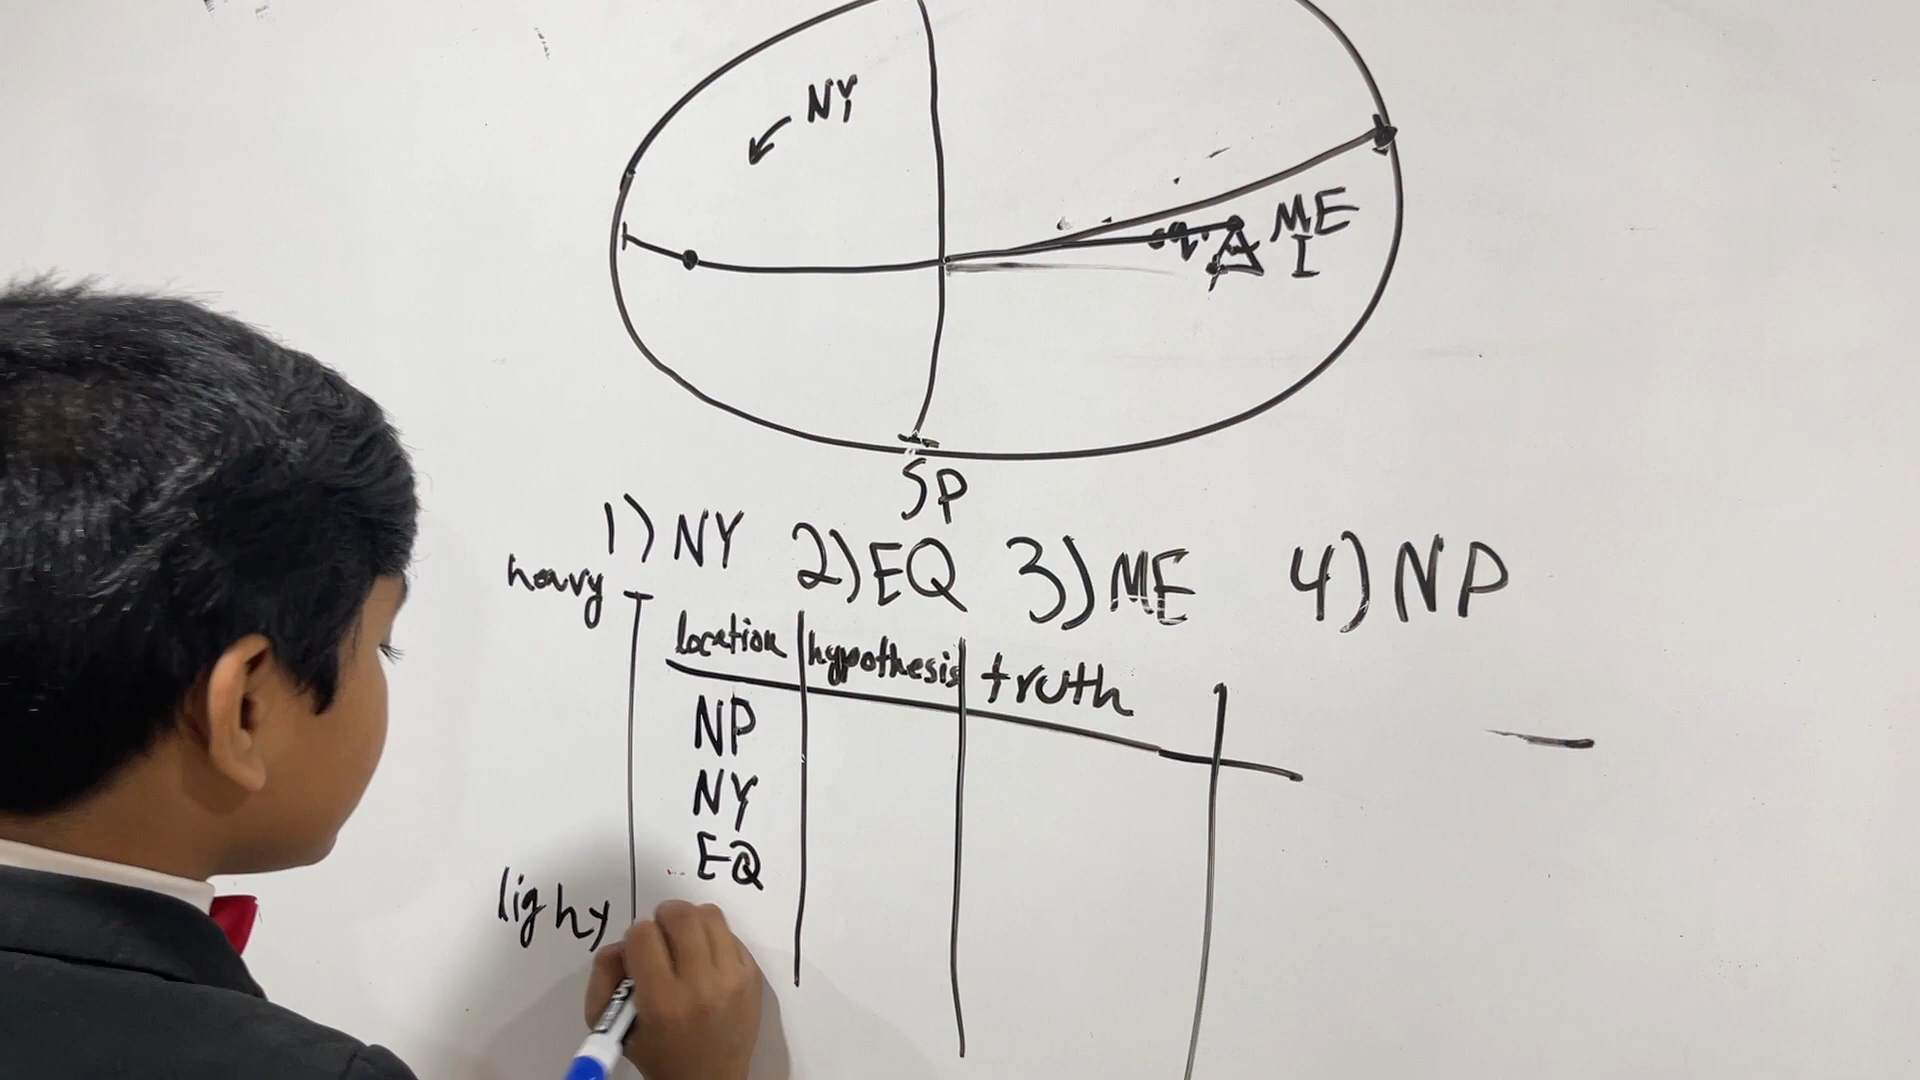 NY
ME
I
SP
1) NY 2) EQ 3) ME 4) NP
heavy
location hypothesis truth
NP
NY
EQ
lighy